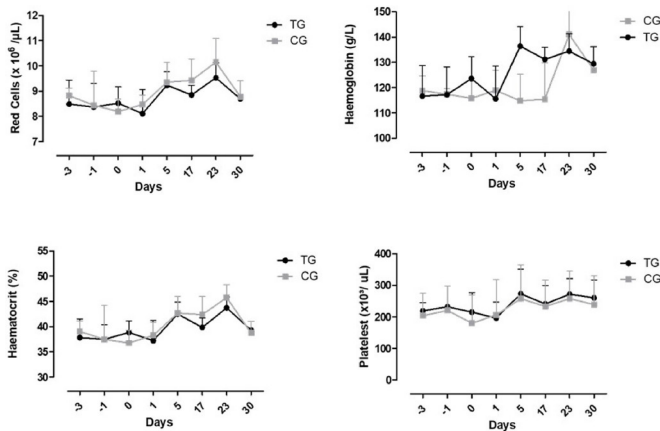 Red Cells (x 10⁶ /µL)
12
11
10
9
8
7
6
-3 -1 0 1 5 17 23 30
Days
TG
CG
Haemoglobin (g/L)
150
140
130
120
110
100
-3 -1 0 1 5 17 23 30
Days
CG
TG
Haematocrit (%)
55
50
45
40
35
30
-3 -1 0 1 5 17 23 30
Days
TG
CG
Platelest (x10³/ uL)
400
300
200
100
0
-3 -1 0 1 5 17 23 30
Days
TG
CG